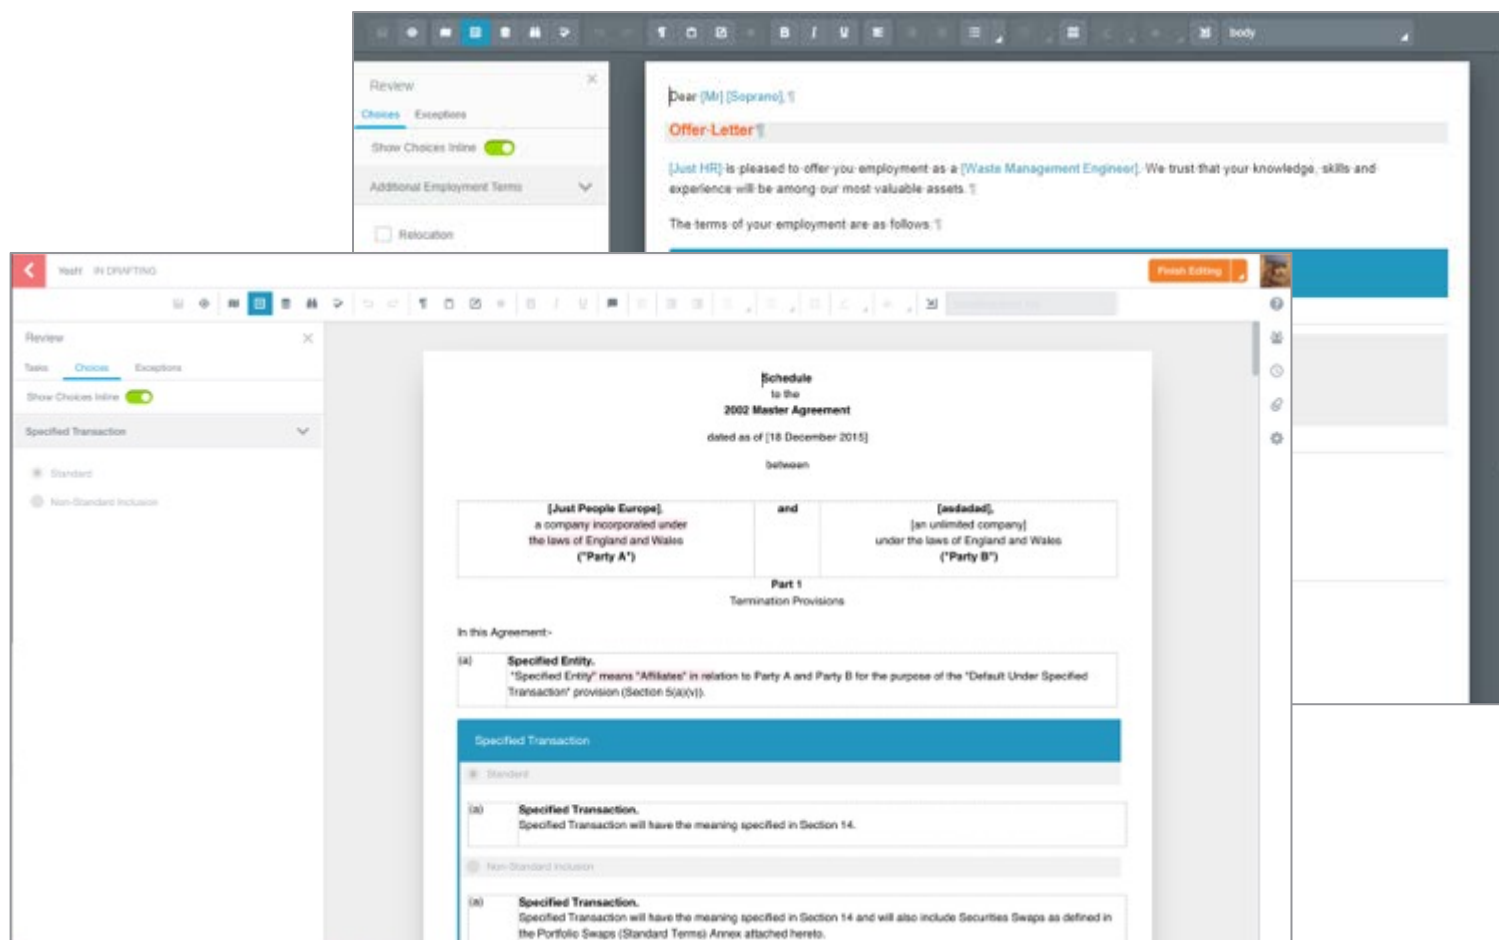 body
Review
Choices Exceptions
Show Choices Inline
Additional Employment Terms
Relocation
Dear [Mr] [Soprano], ¶
Offer Letter¶
[Just HR] is pleased to offer you employment as a [Waste Management Engineer]. We trust that your knowledge, skills and
experience will be among our most valuable assets. ¶
The terms of your employment are as follows: ¶
IN DRAFTING
Finish Editing
Review
Tasks Choices Exceptions
Show Choices Inline
Specified Transaction
Standard
Non-Standard Inclusion
Schedule
to the
2002 Master Agreement
dated as of [18 December 2015]
between
[Just People Europe],
a company incorporated under
the laws of England and Wales
("Party A")
and
[asdadad],
[an unlimited company]
under the laws of England and Wales
("Party B")
Part 1
Termination Provisions
In this Agreement:-
(a) Specified Entity.
"Specified Entity" means "Affiliates" in relation to Party A and Party B for the purpose of the "Default Under Specified
Transaction" provision (Section 5(a)(v)).
Specified Transaction
Standard
(a) Specified Transaction.
Specified Transaction will have the meaning specified in Section 14.
Non-Standard Inclusion
(a) Specified Transaction.
Specified Transaction will have the meaning specified in Section 14 and will also include Securities Swaps as defined in
the Portfolio Swaps (Standard Terms) Annex attached hereto.